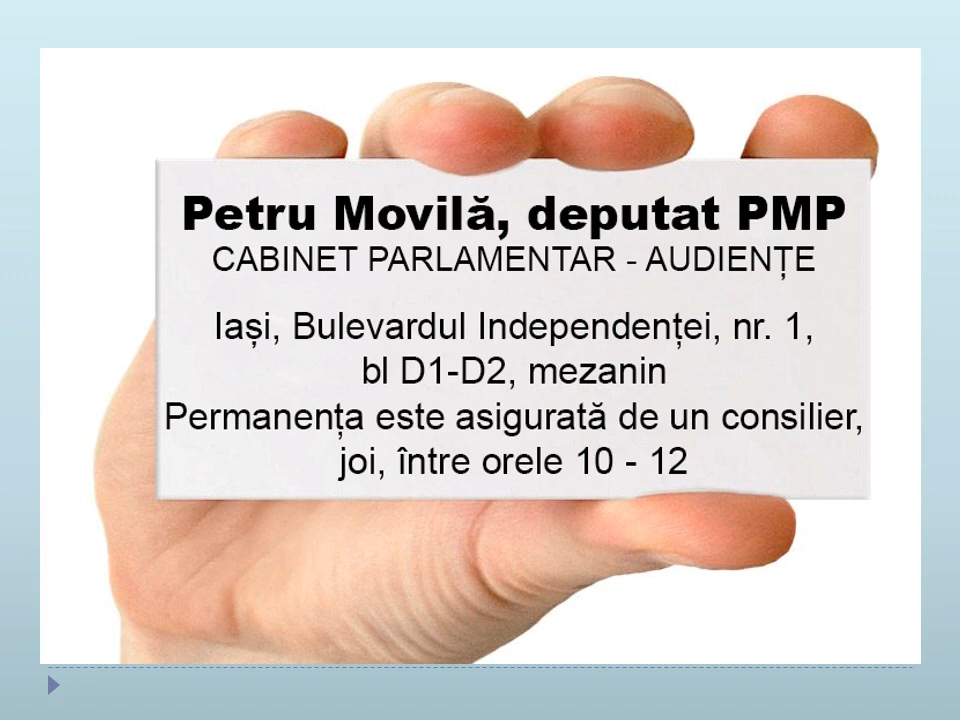 Petru Movilă, deputat PMP
CABINET PARLAMENTAR - AUDIENȚE
Iași, Bulevardul Independenței, nr. 1,
bl D1-D2, mezanin
Permanența este asigurată de un consilier,
joi, între orele 10 - 12